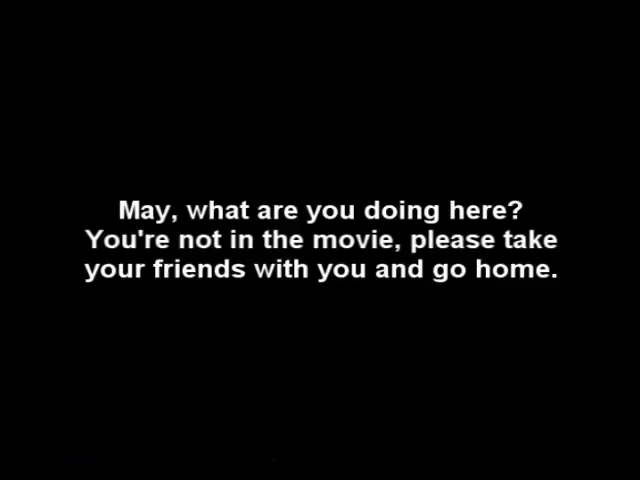 May, what are you doing here?
You're not in the movie, please take
your friends with you and go home.